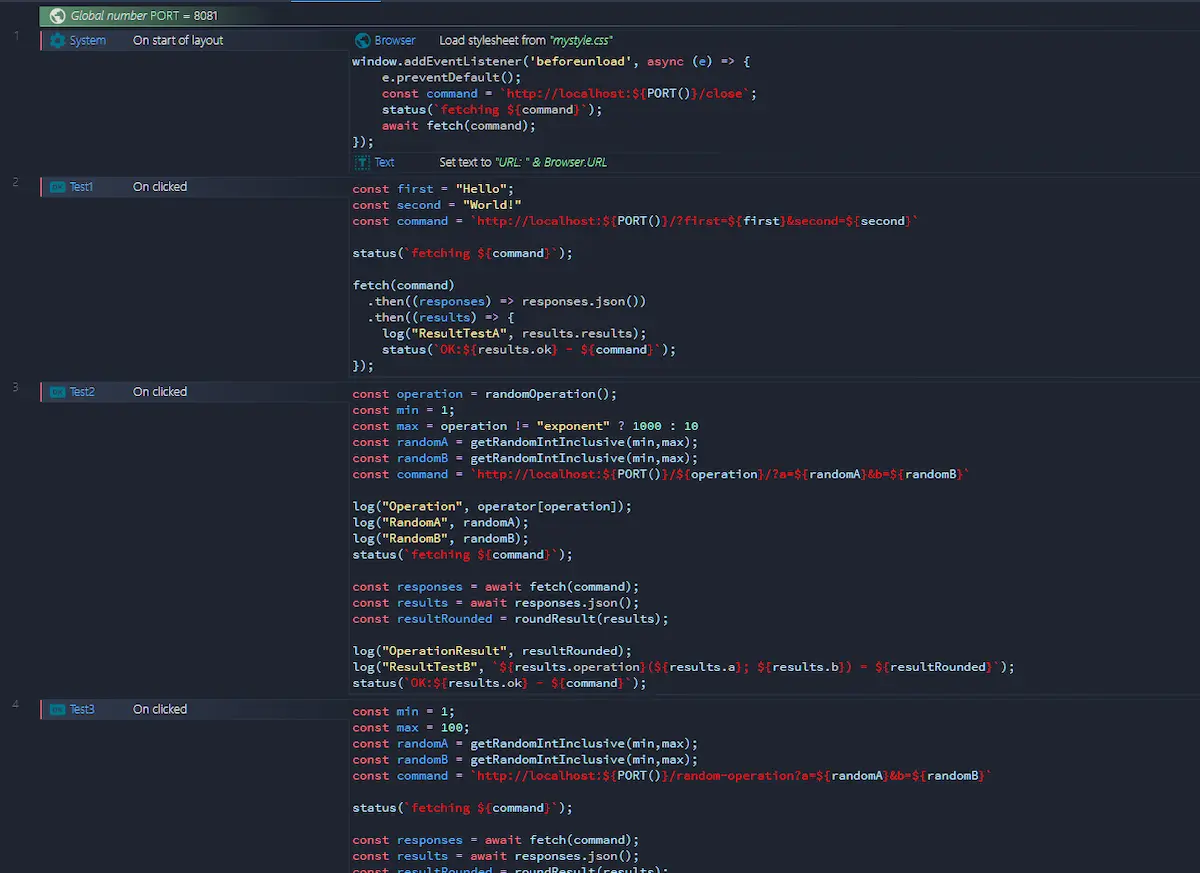 Global number PORT = 8081
1
System On start of layout
Browser Load stylesheet from "mystyle.css"
window.addEventListener('beforeunload', async (e) => {
    e.preventDefault();
    const command = `http://localhost:${PORT()}/close`;
    status(`fetching ${command}`);
    await fetch(command);
});
Text Set text to "URL: " & Browser.URL
2
Test1 On clicked
const first = "Hello";
const second = "World!"
const command = `http://localhost:${PORT()}/?first=${first}&second=${second}`
status(`fetching ${command}`);
fetch(command)
  .then((responses) => responses.json())
  .then((results) => {
    log("ResultTestA", results.results);
    status(`OK:${results.ok} - ${command}`);
});
3
Test2 On clicked
const operation = randomOperation();
const min = 1;
const max = operation != "exponent" ? 1000 : 10
const randomA = getRandomIntInclusive(min,max);
const randomB = getRandomIntInclusive(min,max);
const command = `http://localhost:${PORT()}/${operation}/?a=${randomA}&b=${randomB}`
log("Operation", operator[operation]);
log("RandomA", randomA);
log("RandomB", randomB);
status(`fetching ${command}`);
const responses = await fetch(command);
const results = await responses.json();
const resultRounded = roundResult(results);
log("OperationResult", resultRounded);
log("ResultTestB", `${results.operation}(${results.a}; ${results.b}) = ${resultRounded}`);
status(`OK:${results.ok} - ${command}`);
4
Test3 On clicked
const min = 1;
const max = 100;
const randomA = getRandomIntInclusive(min,max);
const randomB = getRandomIntInclusive(min,max);
const command = `http://localhost:${PORT()}/random-operation?a=${randomA}&b=${randomB}`
status(`fetching ${command}`);
const responses = await fetch(command);
const results = await responses.json();
const resultRounded = roundResult(results);